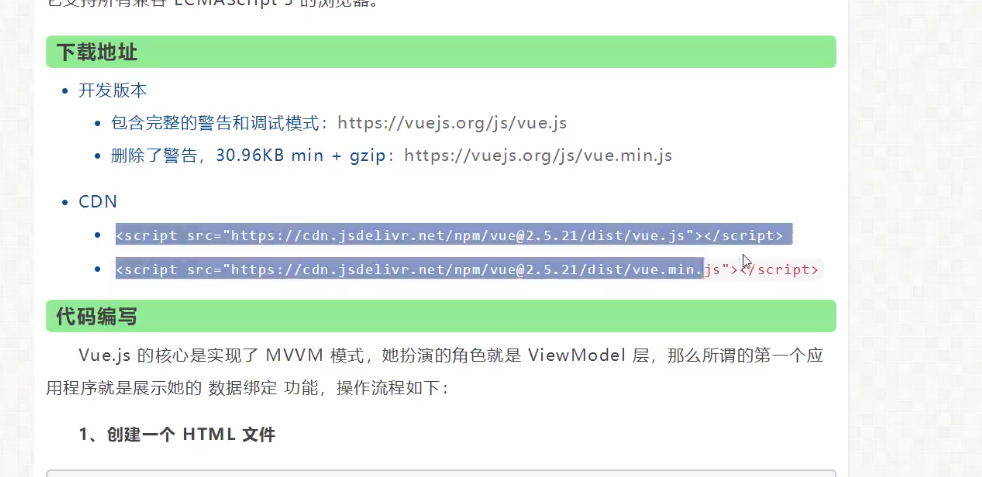 它支持所有兼容 ECMAScript 5 的浏览器。
下载地址
开发版本
包含完整的警告和调试模式：https://vuejs.org/js/vue.js
删除了警告，30.96KB min + gzip：https://vuejs.org/js/vue.min.js
CDN
<script src="https://cdn.jsdelivr.net/npm/vue@2.5.21/dist/vue.js"></script>
<script src="https://cdn.jsdelivr.net/npm/vue@2.5.21/dist/vue.min.js"></script>
代码编写
Vue.js 的核心是实现了 MVVM 模式，她扮演的角色就是 ViewModel 层，那么所谓的第一个应
用程序就是展示她的 数据绑定 功能，操作流程如下：
1、创建一个 HTML 文件